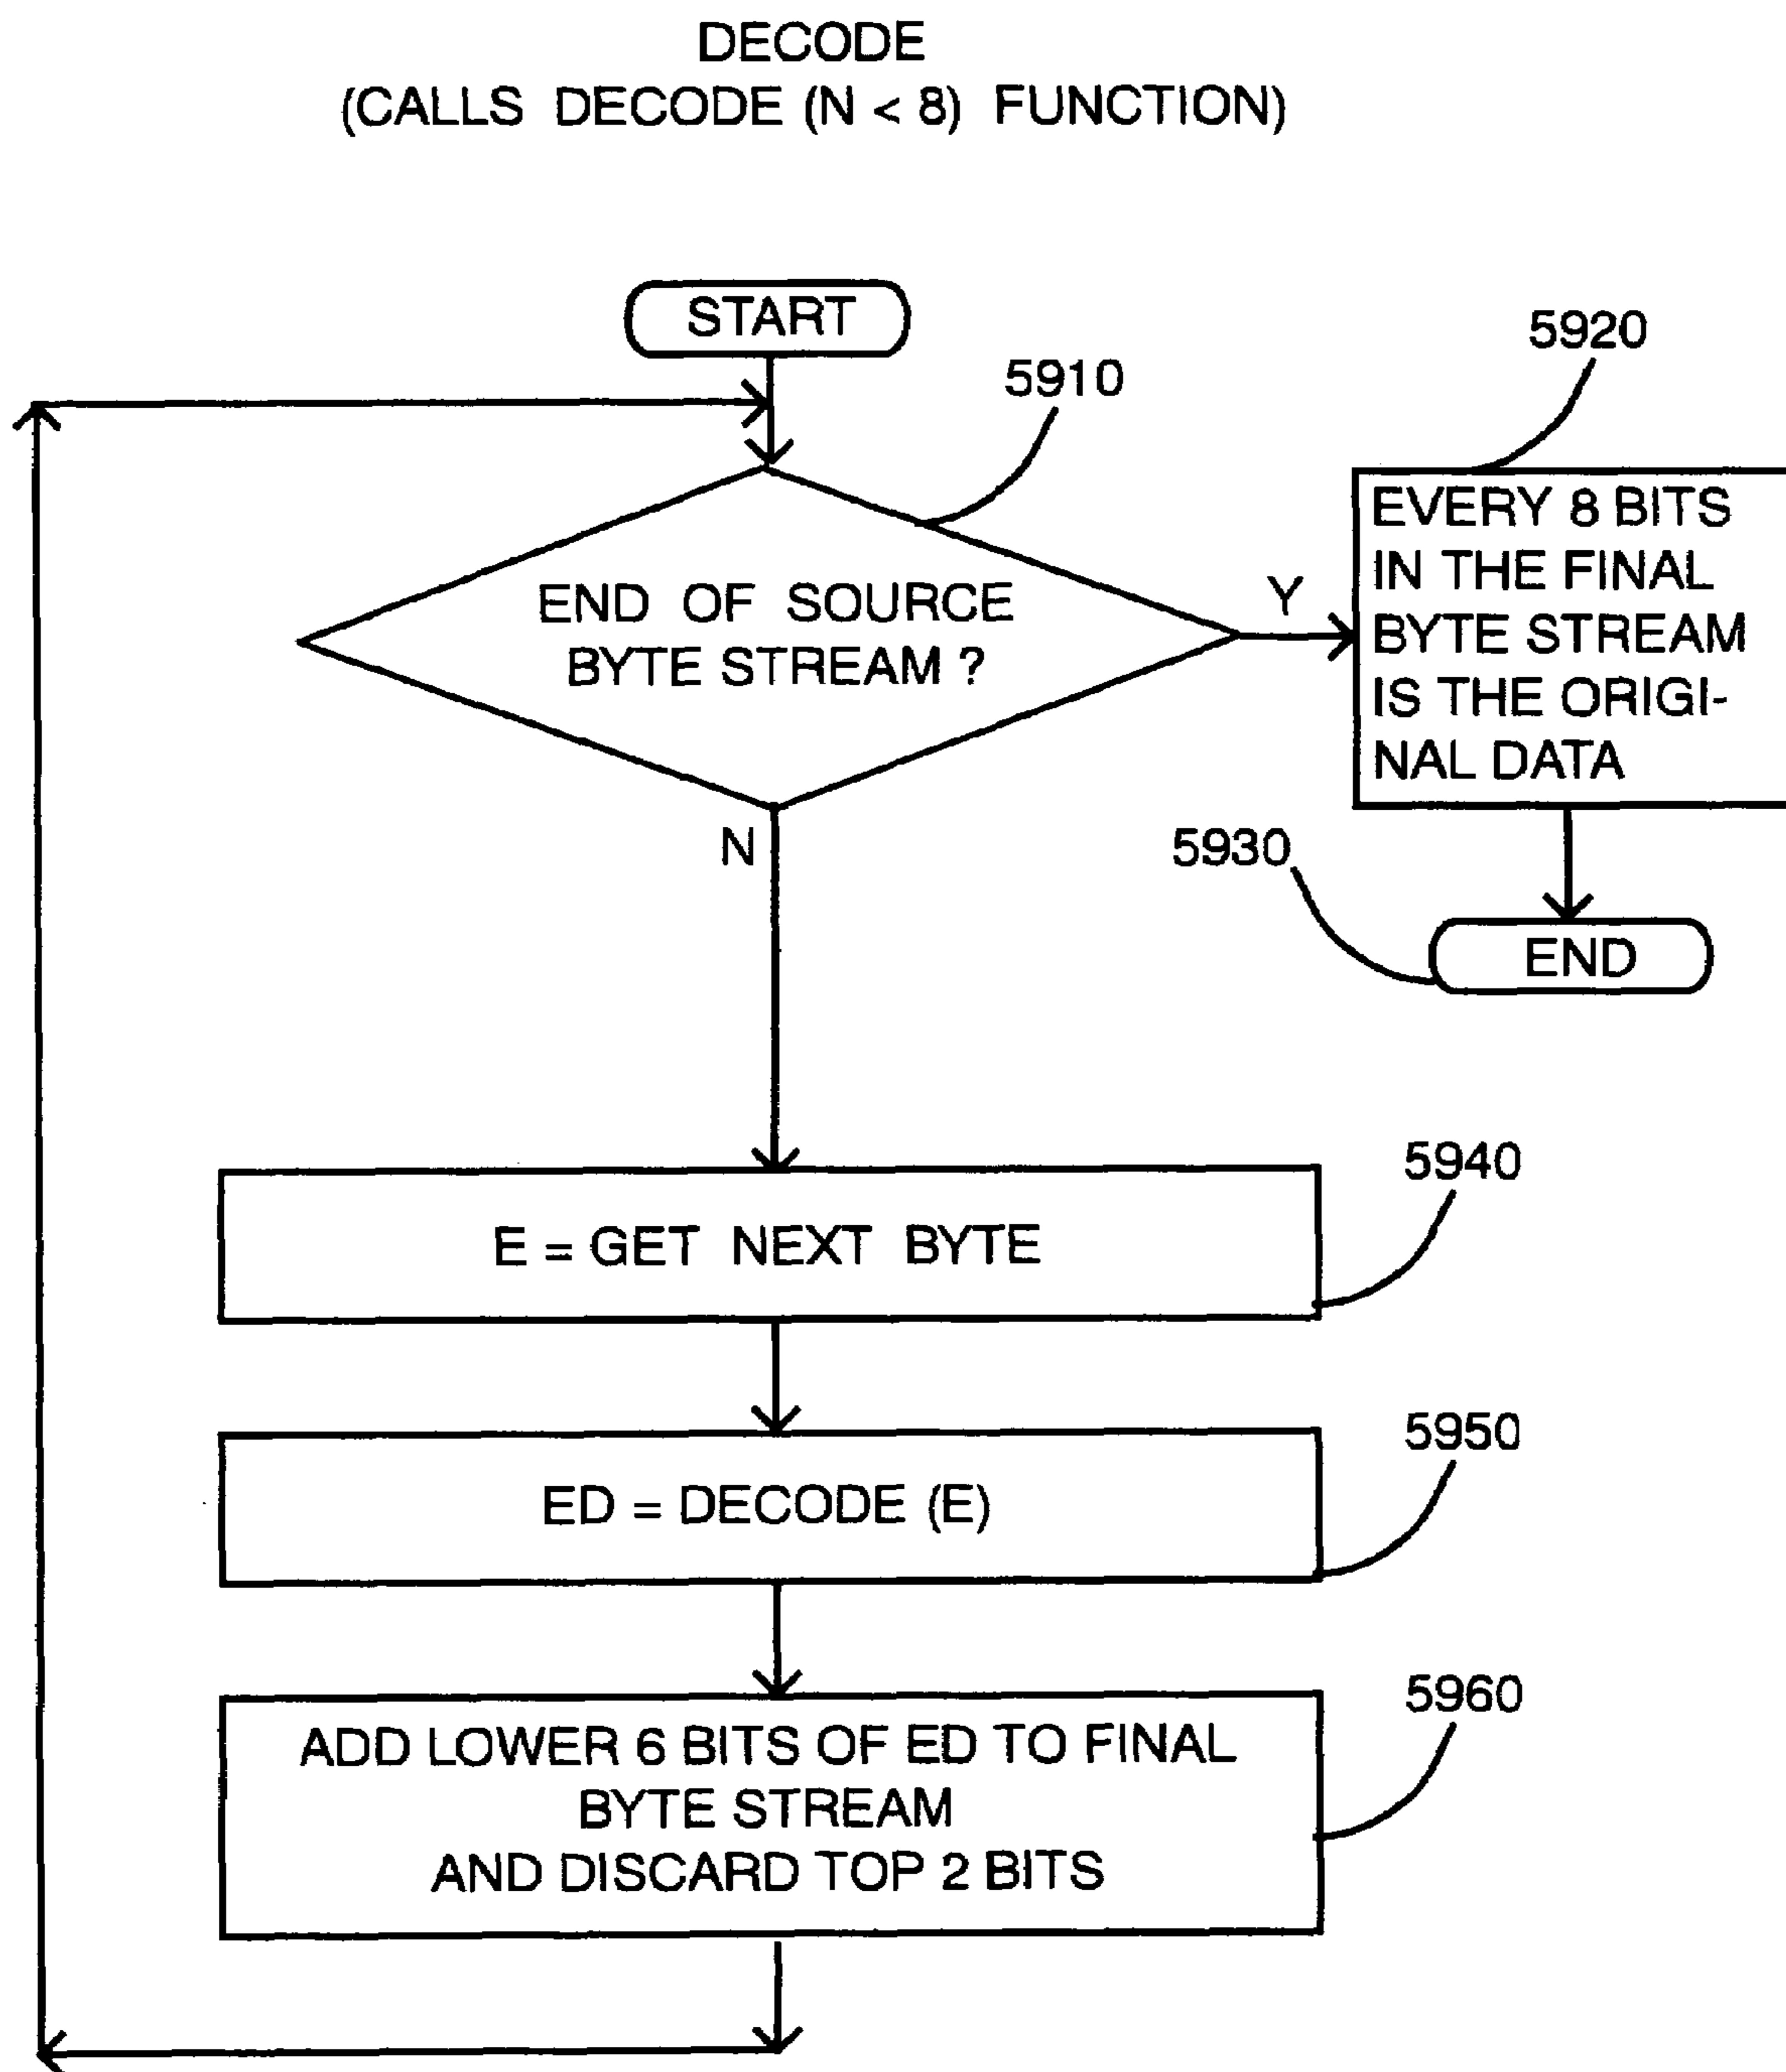 DECODE
(CALLS DECODE (N < 8) FUNCTION)
START
5910
5920
END OF SOURCE
BYTE STREAM ?
Y
EVERY 8 BITS
IN THE FINAL
BYTE STREAM
IS THE ORIGI-
NAL DATA
N
5930
END
5940
E = GET NEXT BYTE
5950
ED = DECODE (E)
5960
ADD LOWER 6 BITS OF ED TO FINAL
BYTE STREAM
AND DISCARD TOP 2 BITS